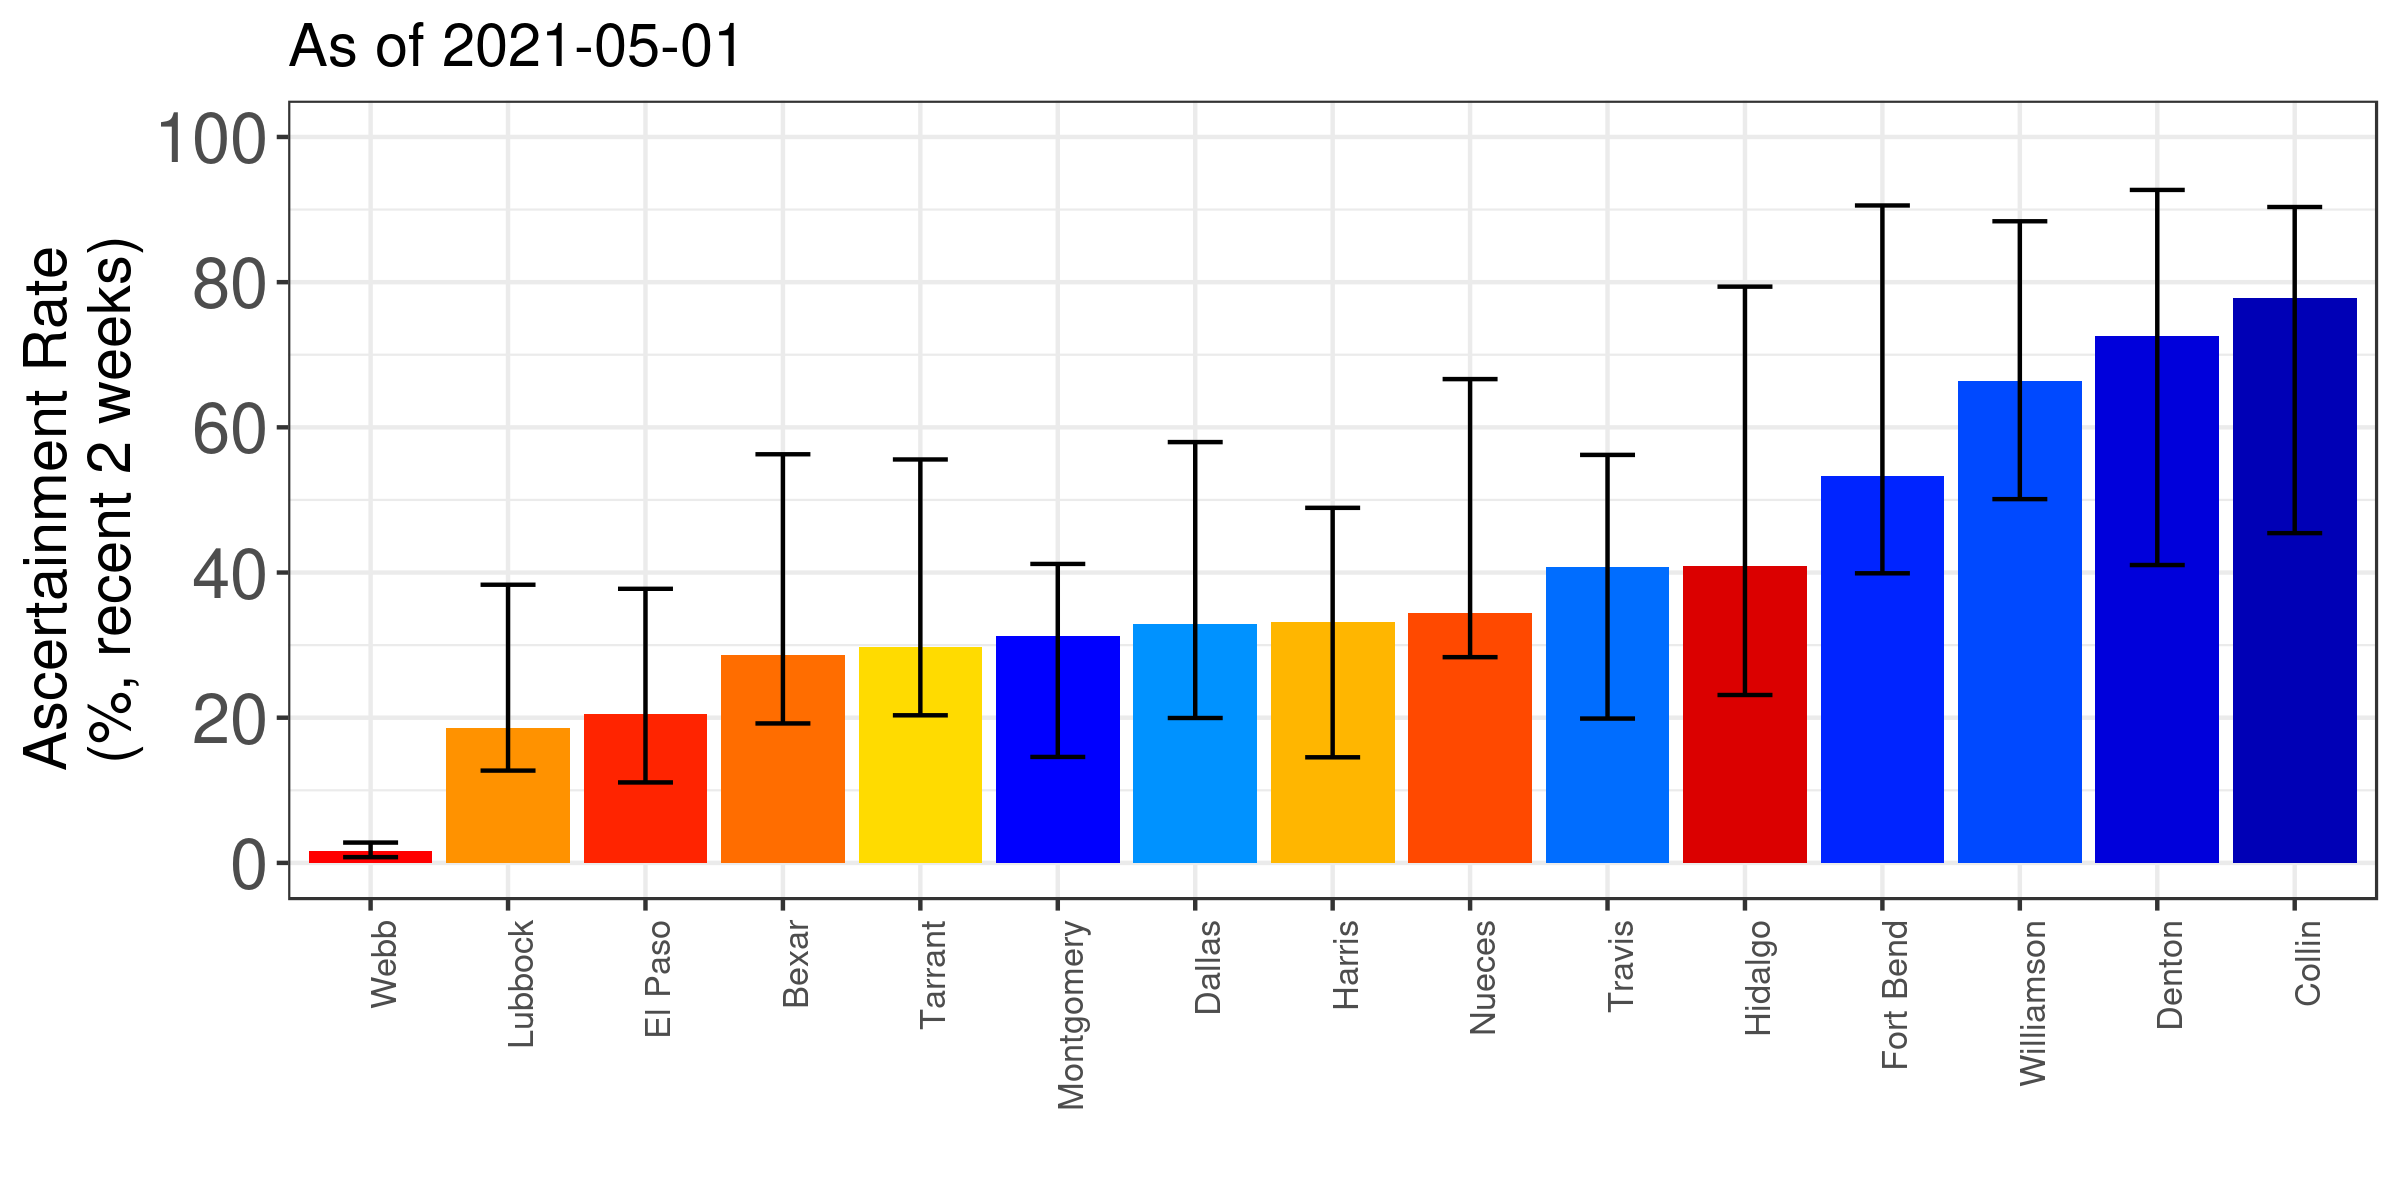 As of 2021-05-01
Ascertainment Rate
(%, recent 2 weeks)
100
80
60
40
20
0
Webb
Lubbock
El Paso
Bexar
Tarrant
Montgomery
Dallas
Harris
Nueces
Travis
Hidalgo
Fort Bend
Williamson
Denton
Collin